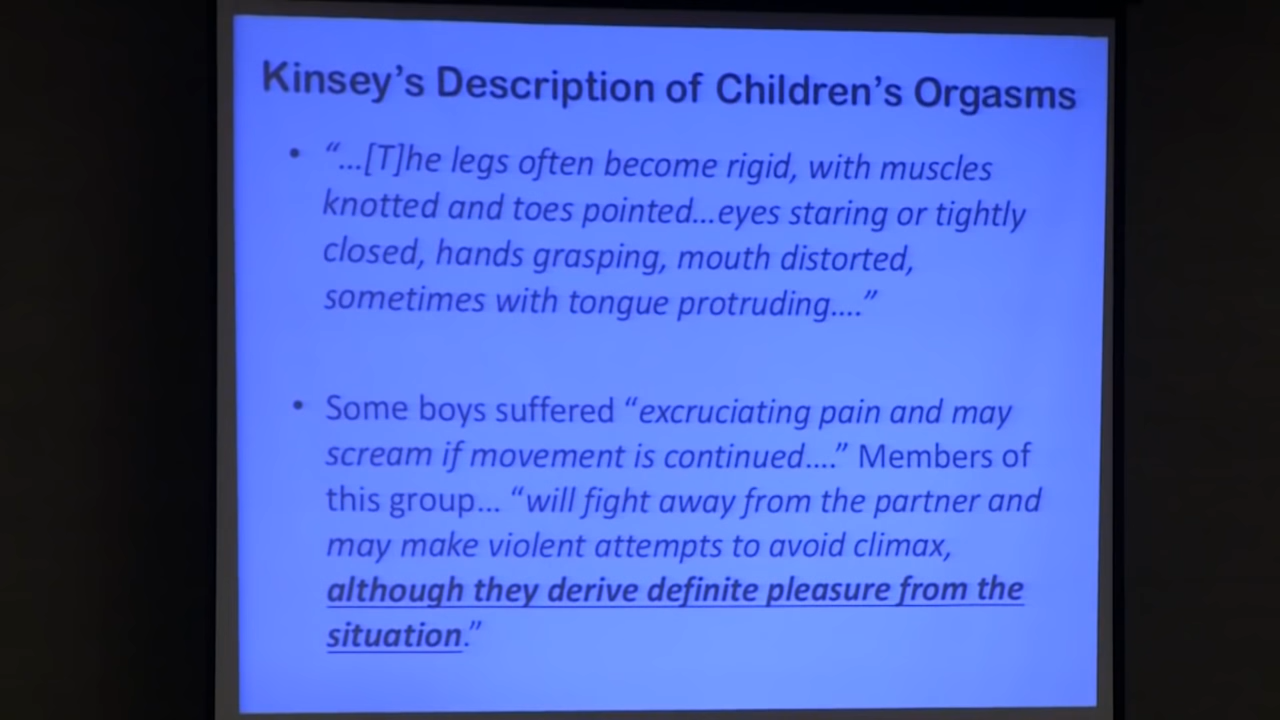 Kinsey's Description of Children's Orgasms
• "...[T]he legs often become rigid, with muscles
knotted and toes pointed...eyes staring or tightly
closed, hands grasping, mouth distorted,
sometimes with tongue protruding...."
• Some boys suffered "excruciating pain and may
scream if movement is continued...." Members of
this group... "will fight away from the partner and
may make violent attempts to avoid climax,
although they derive definite pleasure from the
situation."